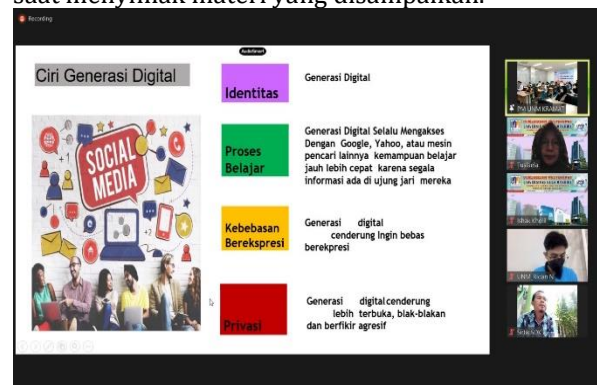 saat menyimak materi yang disampaikan.
Recording
Ciri Generasi Digital
SOCIAL
MEDIA
+1
+2
Identitas
Generasi Digital
Proses
Belajar
Generasi Digital Selalu Mengakses
Dengan Google, Yahoo, atau mesin
pencari lainnya kemampuan belajar
jauh lebih cepat karena segala
informasi ada di ujung jari mereka
Kebebasan
Berekspresi
Generasi digital
cenderung Ingin bebas
berekpresi
Privasi
Generasi digitalcenderung
lebih terbuka, blak-blakan
dan berfikir agresif